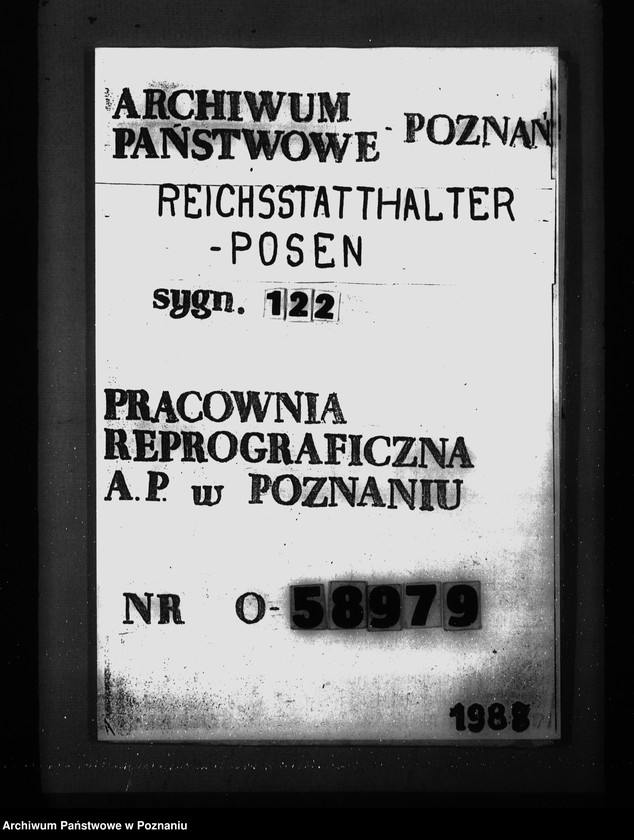 ARCHIWUM
PAŃSTWOWE - POZNAŃ
REICHSSTATTHALTER
-POSEN
sygn. 122
PRACOWNIA
REPROGRAFICZNA
A.P. w POZNANIU
NR O-58979
1988
Archiwum Państwowe w Poznaniu